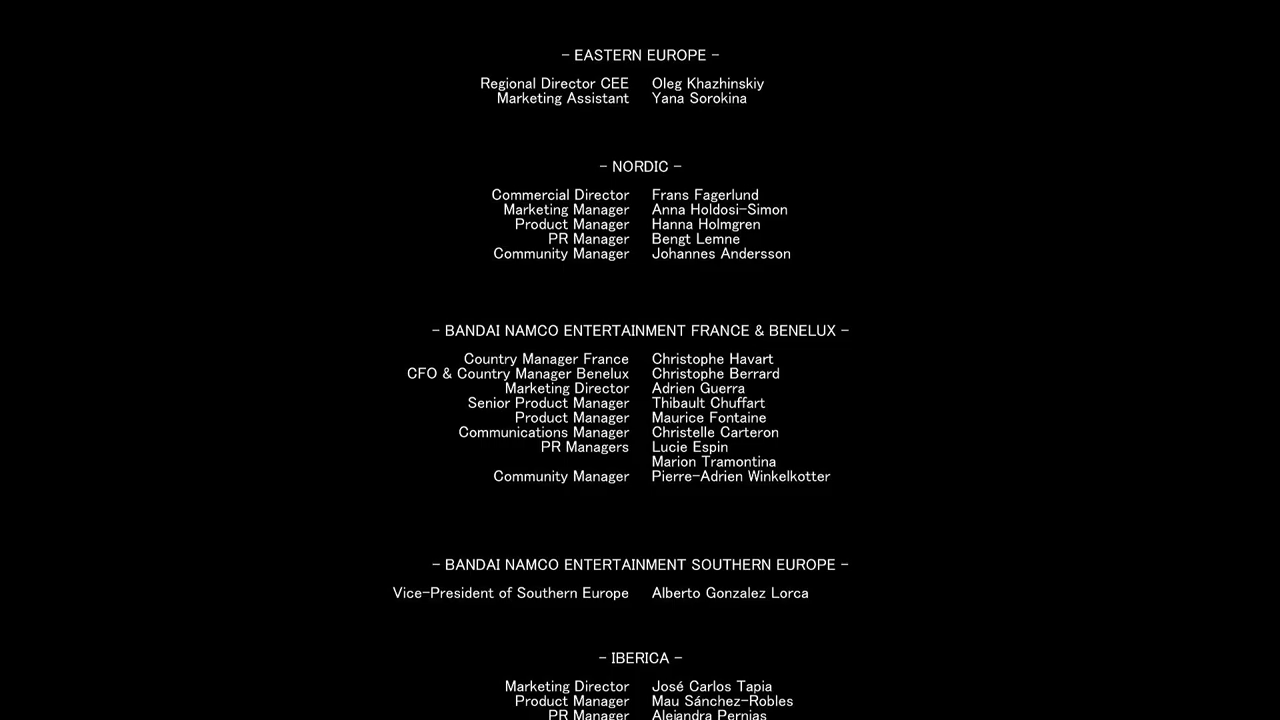 – EASTERN EUROPE –
Regional Director CEE Oleg Khazhinskiy
Marketing Assistant Yana Sorokina
– NORDIC –
Commercial Director Frans Fagerlund
Marketing Manager Anna Holdosi-Simon
Product Manager Hanna Holmgren
PR Manager Bengt Lemne
Community Manager Johannes Andersson
– BANDAI NAMCO ENTERTAINMENT FRANCE & BENELUX –
Country Manager France Christophe Havart
CFO & Country Manager Benelux Christophe Berrard
Marketing Director Adrien Guerra
Senior Product Manager Thibault Chuffart
Product Manager Maurice Fontaine
Communications Manager Christelle Carteron
PR Managers Lucie Espin
Marion Tramontina
Community Manager Pierre-Adrien Winkelkotter
– BANDAI NAMCO ENTERTAINMENT SOUTHERN EUROPE –
Vice-President of Southern Europe Alberto Gonzalez Lorca
– IBERICA –
Marketing Director José Carlos Tapia
Product Manager Mau Sánchez-Robles
PR Manager Alejandra Pernias